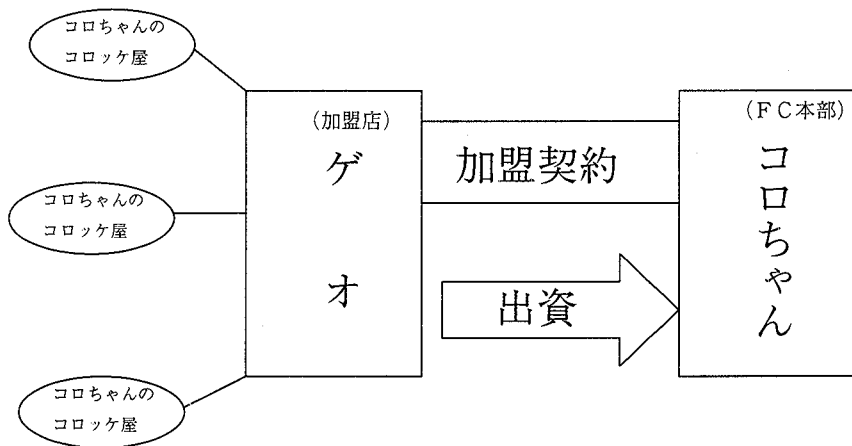 コロちゃんの
コロッケ屋
(加盟店)
ゲオ
加盟契約
(FC本部)
コロちゃん
コロちゃんの
コロッケ屋
出資
コロちゃんの
コロッケ屋